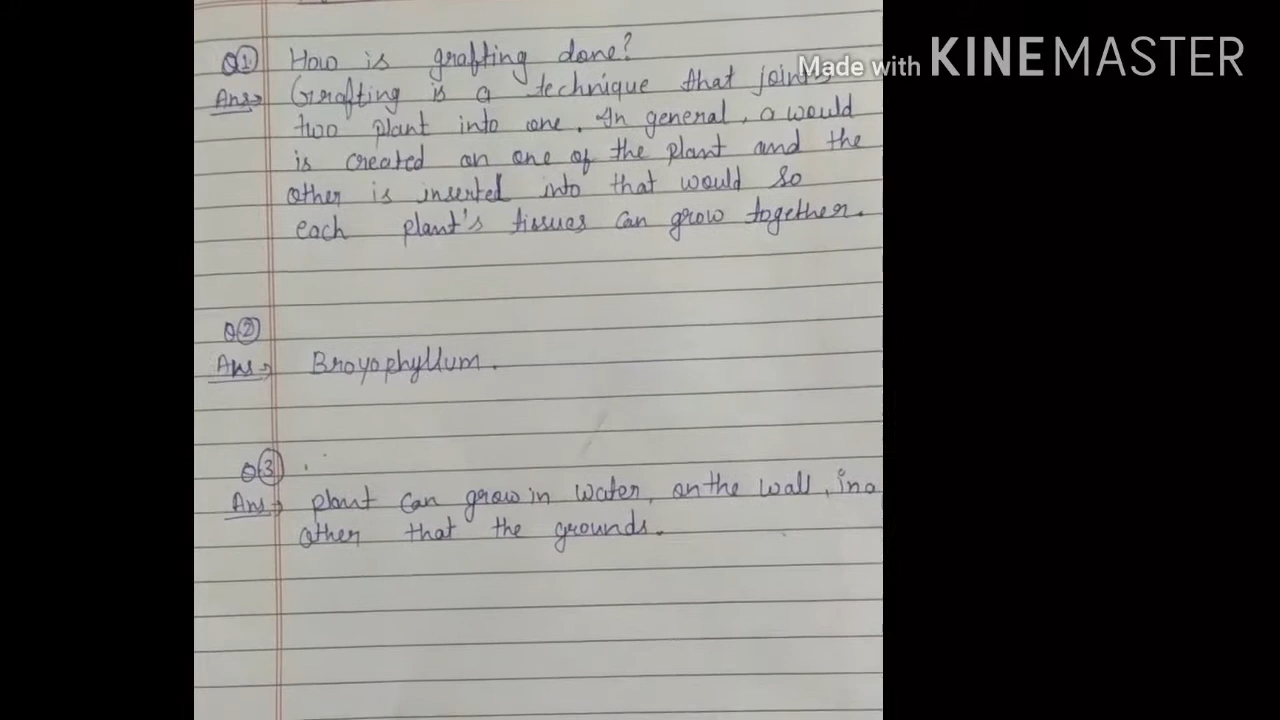 Q1 How is grafting done?
Made with KINEMASTER
Ans→ Grafting is a technique that joints
two plant into one. In general, a would
is created on one of the plant and the
other is inserted into that would so
each plant's tissues can grow together.
Q2
Ans→ Broyophyllum.
Q3
Ans→ plant can grow in water, on the wall, in a
other that the grounds.